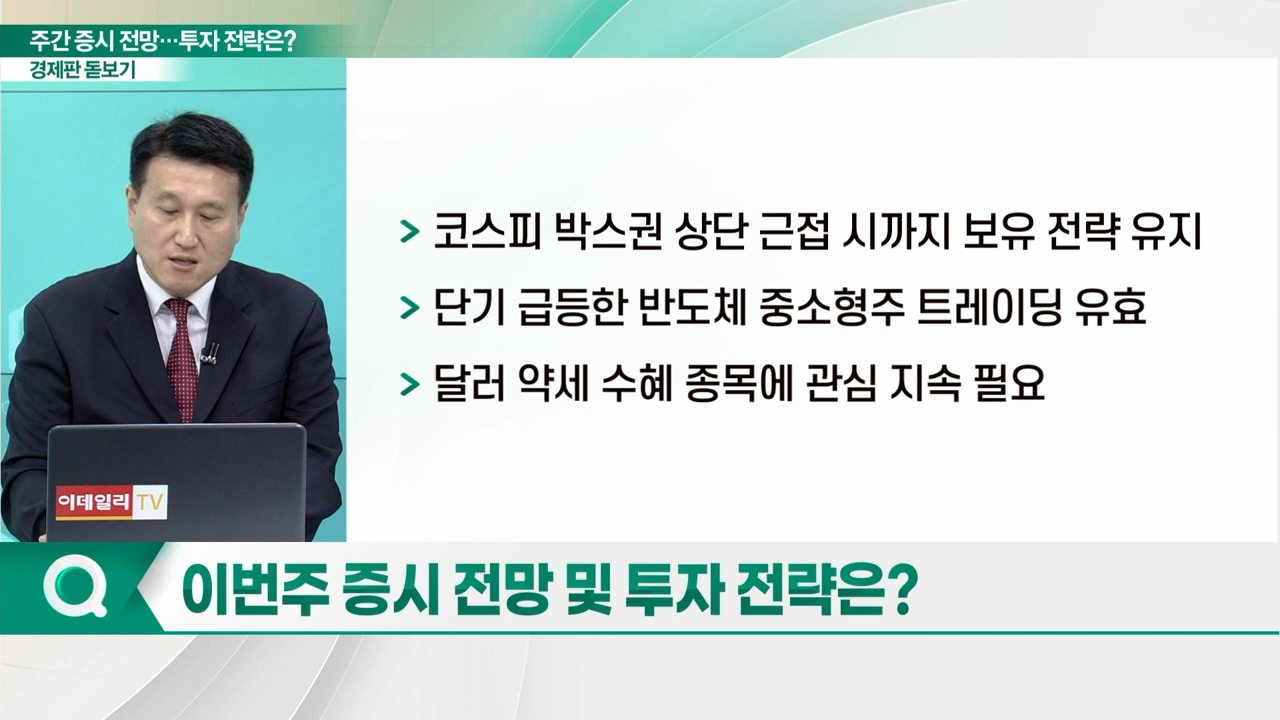 주간 증시 전망…투자 전략은?
경제판 돋보기
> 코스피 박스권 상단 근접 시까지 보유 전략 유지
> 단기 급등한 반도체 중소형주 트레이딩 유효
> 달러 약세 수혜 종목에 관심 지속 필요
이데일리 TV
이번주 증시 전망 및 투자 전략은?